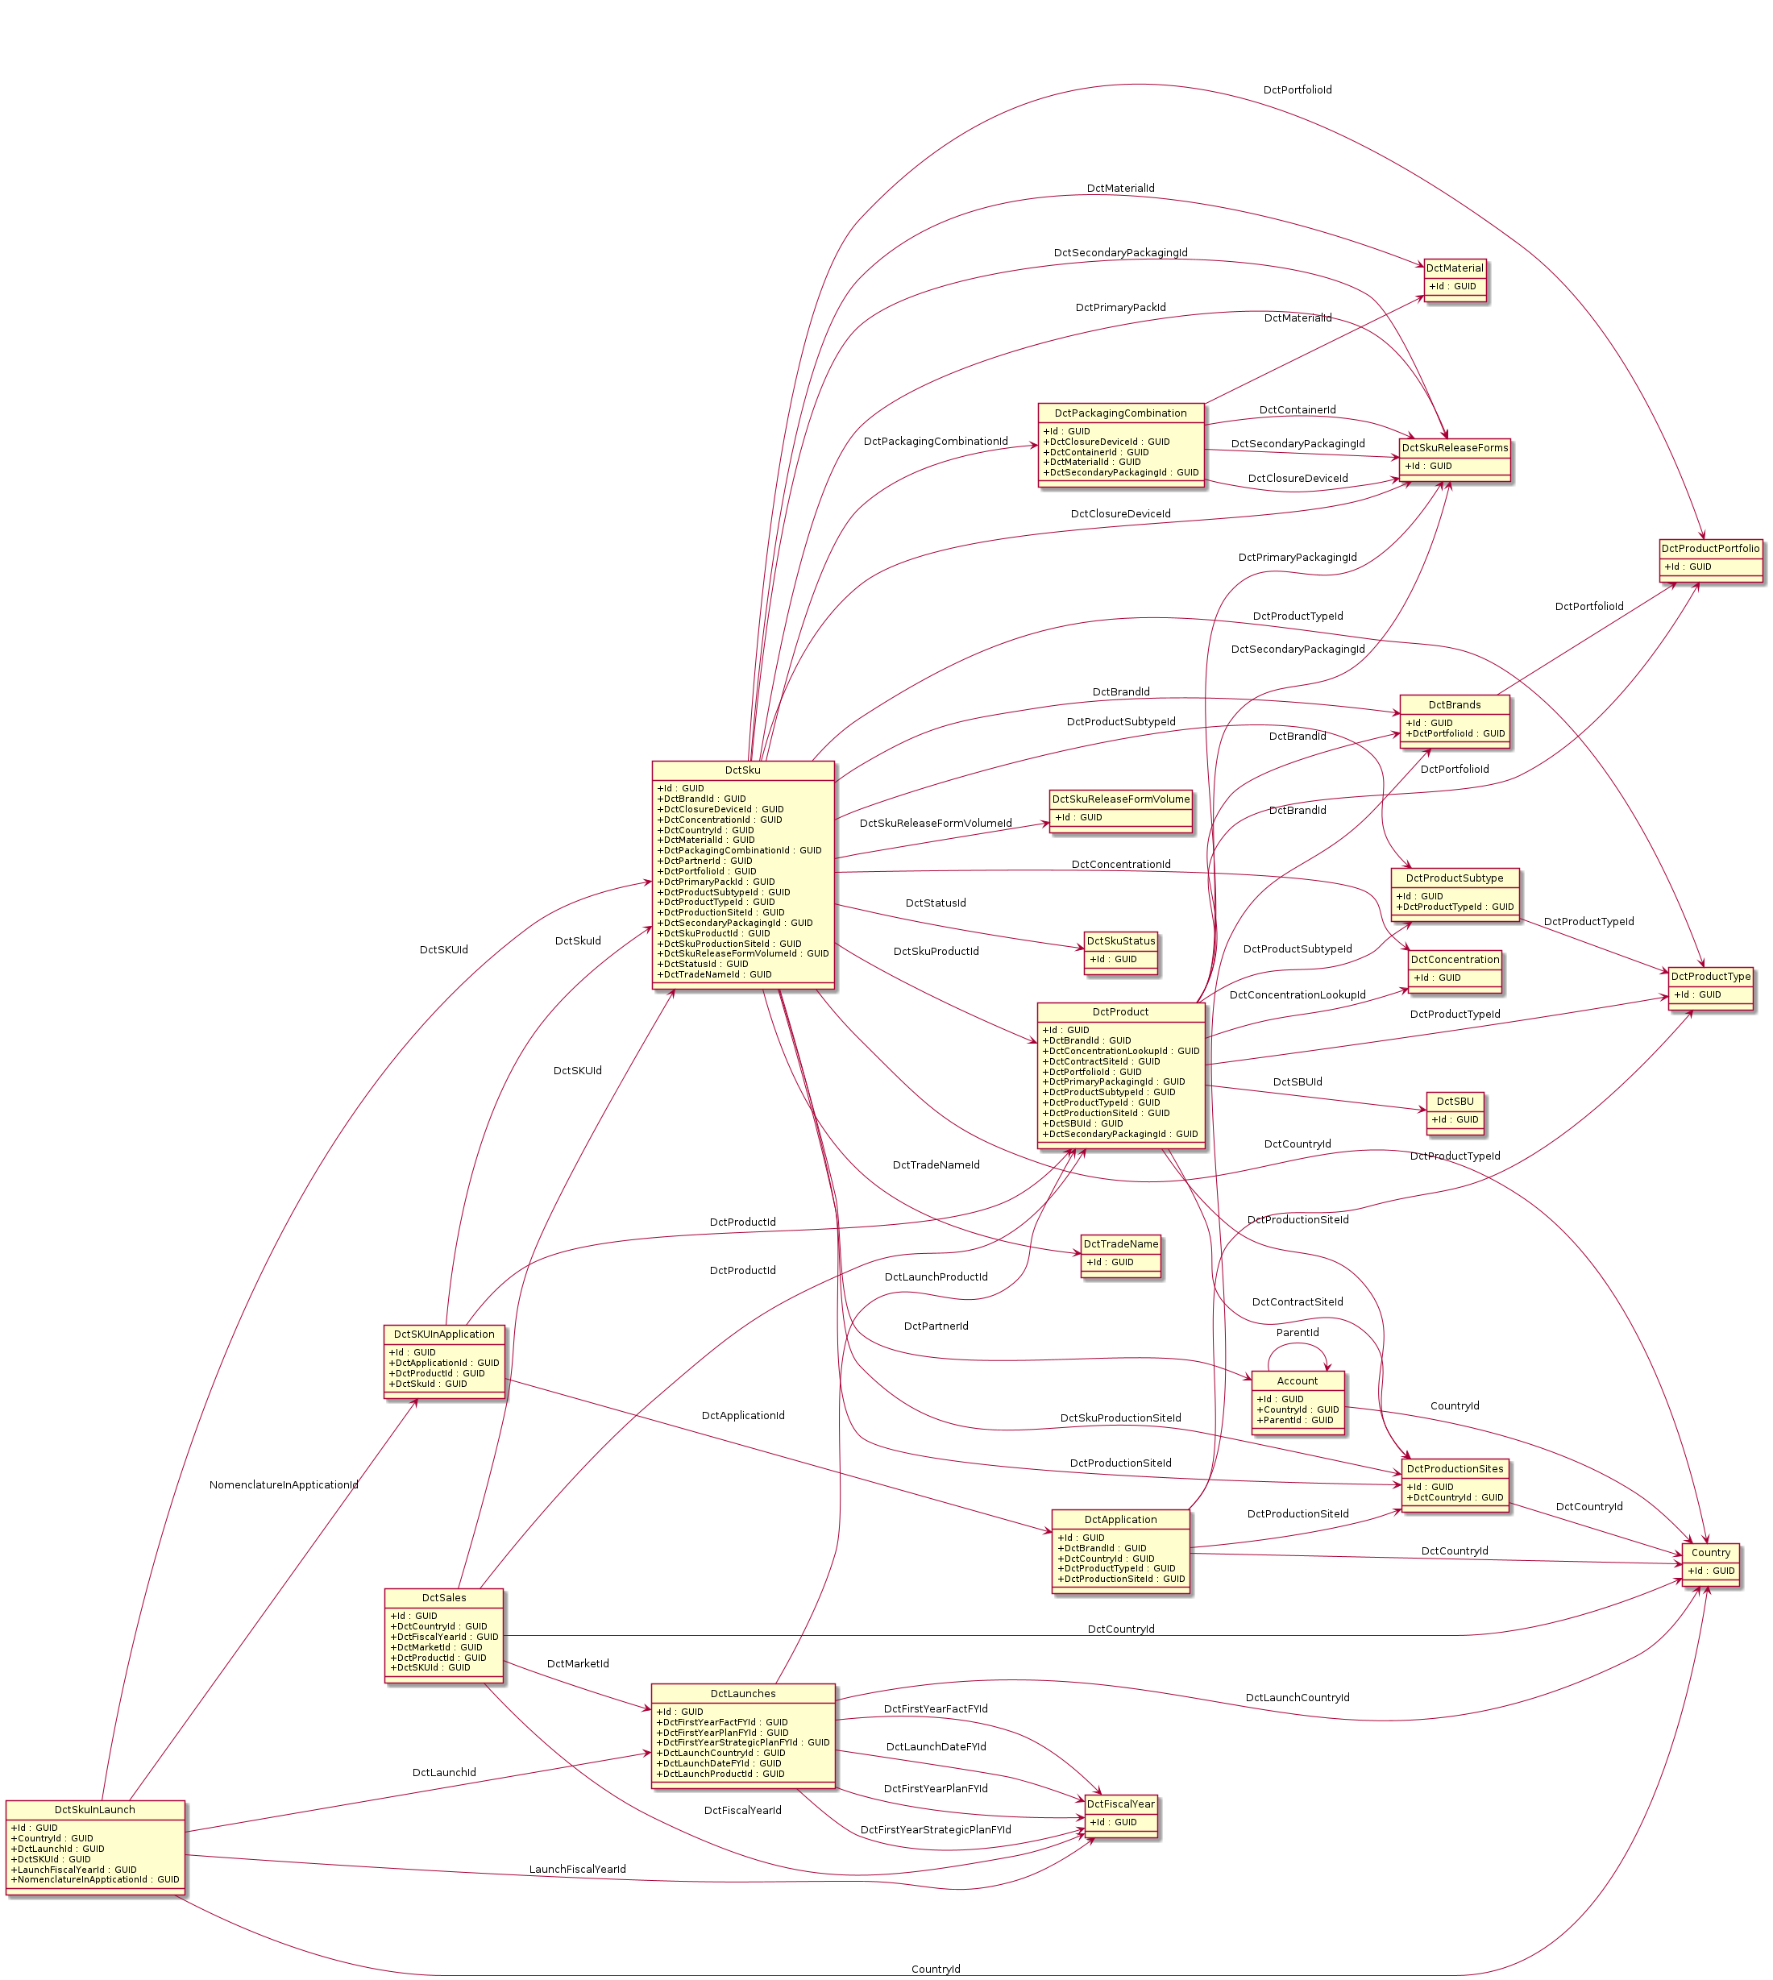 DctPortfolioId
DctMaterialId
DctSecondaryPackagingId
DctMaterial
+Id : GUID
DctPrimaryPackId
DctMaterialId
DctPackagingCombination
+Id : GUID
+DctClosureDeviceId : GUID
+DctContainerId : GUID
+DctMaterialId : GUID
+DctSecondaryPackagingId : GUID
DctContainerId
DctSecondaryPackagingId
DctClosureDeviceId
DctSkuReleaseForms
+Id : GUID
DctPackagingCombinationId
DctClosureDeviceId
DctProductPortfolio
+Id : GUID
DctPrimaryPackagingId
DctPortfolioId
DctProductTypeId
DctSecondaryPackagingId
DctBrandId
DctBrands
+Id : GUID
+DctPortfolioId : GUID
DctProductSubtypeId
DctBrandId
DctPortfolioId
DctSku
+Id : GUID
+DctBrandId : GUID
+DctClosureDeviceId : GUID
+DctConcentrationId : GUID
+DctCountryId : GUID
+DctMaterialId : GUID
+DctPackagingCombinationId : GUID
+DctPartnerId : GUID
+DctPortfolioId : GUID
+DctPrimaryPackId : GUID
+DctProductSubtypeId : GUID
+DctProductTypeId : GUID
+DctProductionSiteId : GUID
+DctSecondaryPackagingId : GUID
+DctSkuProductId : GUID
+DctSkuProductionSiteId : GUID
+DctSkuReleaseFormVolumeId : GUID
+DctStatusId : GUID
+DctTradeNameId : GUID
DctSkuReleaseFormVolume
+Id : GUID
DctBrandId
DctSkuReleaseFormVolumeId
DctConcentrationId
DctProductSubtype
+Id : GUID
+DctProductTypeId : GUID
DctStatusId
DctProductTypeId
DctSkuStatus
+Id : GUID
DctSkuProductId
DctProductSubtypeId
DctConcentration
+Id : GUID
DctProductType
+Id : GUID
DctSKUId
DctSkuId
DctConcentrationLookupId
DctProduct
+Id : GUID
+DctBrandId : GUID
+DctConcentrationLookupId : GUID
+DctContractSiteId : GUID
+DctPortfolioId : GUID
+DctPrimaryPackagingId : GUID
+DctProductSubtypeId : GUID
+DctProductTypeId : GUID
+DctProductionSiteId : GUID
+DctSBUId : GUID
+DctSecondaryPackagingId : GUID
DctProductTypeId
DctSKUId
DctSBUId
DctSBU
+Id : GUID
DctCountryId
DctProductTypeId
DctTradeNameId
DctProductId
DctProductionSiteId
DctTradeName
+Id : GUID
DctProductId
DctLaunchProductId
DctContractSiteId
DctPartnerId
ParentId
DctSKUInApplication
+Id : GUID
+DctApplicationId : GUID
+DctProductId : GUID
+DctSkuId : GUID
Account
+Id : GUID
+CountryId : GUID
+ParentId : GUID
CountryId
DctApplicationId
DctSkuProductionSiteId
DctProductionSiteId
DctProductionSites
+Id : GUID
+DctCountryId : GUID
NomenclatureInAppticationId
DctCountryId
DctProductionSiteId
DctApplication
+Id : GUID
+DctBrandId : GUID
+DctCountryId : GUID
+DctProductTypeId : GUID
+DctProductionSiteId : GUID
DctCountryId
Country
+Id : GUID
DctSales
+Id : GUID
+DctCountryId : GUID
+DctFiscalYearId : GUID
+DctMarketId : GUID
+DctProductId : GUID
+DctSKUId : GUID
DctCountryId
DctMarketId
DctLaunches
+Id : GUID
+DctFirstYearFactFYId : GUID
+DctFirstYearPlanFYId : GUID
+DctFirstYearStrategicPlanFYId : GUID
+DctLaunchCountryId : GUID
+DctLaunchDateFYId : GUID
+DctLaunchProductId : GUID
DctLaunchCountryId
DctFirstYearFactFYId
DctLaunchDateFYId
DctLaunchId
DctFirstYearPlanFYId
DctFiscalYear
+Id : GUID
DctFiscalYearId
DctFirstYearStrategicPlanFYId
DctSkuInLaunch
+Id : GUID
+CountryId : GUID
+DctLaunchId : GUID
+DctSKUId : GUID
+LaunchFiscalYearId : GUID
+NomenclatureInAppticationId : GUID
LaunchFiscalYearId
CountryId